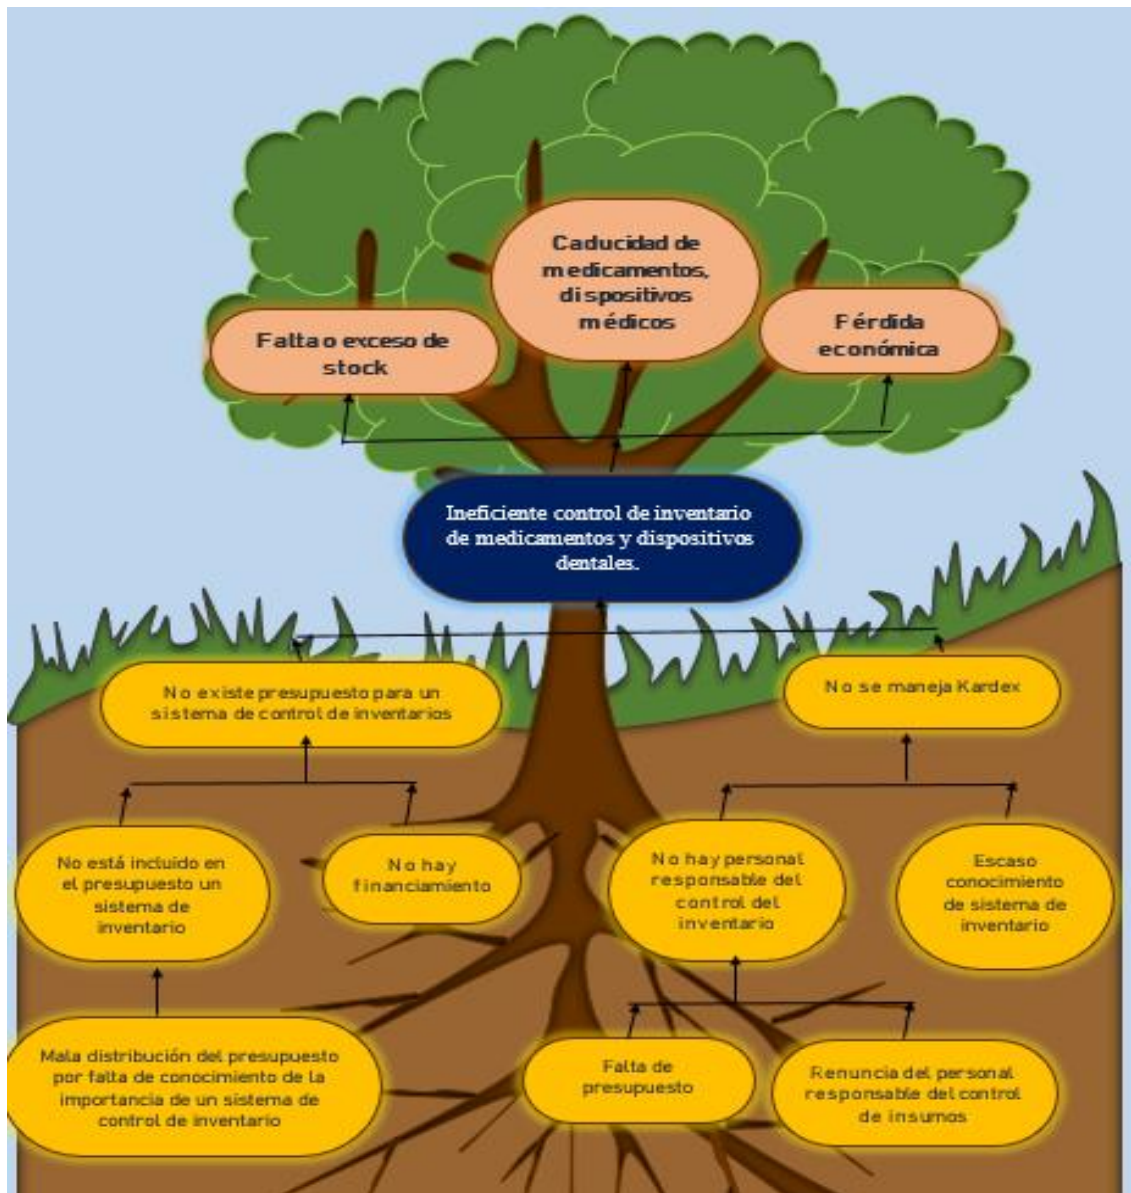 Caducidad de
medicamentos,
dispositivos
médicos
Falta o exceso de
stock
Férdida
económica
Ineficiente control de inventario
de medicamentos y dispositivos
dentales.
No existe presupuesto para un
sistema de control de inventarios
No se maneja Kardex
No está incluido en
el presupuesto un
sistema de
inventario
No hay
financiamiento
No hay personal
responsable del
control del
inventario
Escaso
conocimiento
de sistema de
inventario
Mala distribución del presupuesto
por falta de conocimiento de la
importancia de un sistema de
control de inventario
Falta de
presupuesto
Renuncia del personal
responsable del control
de insumos